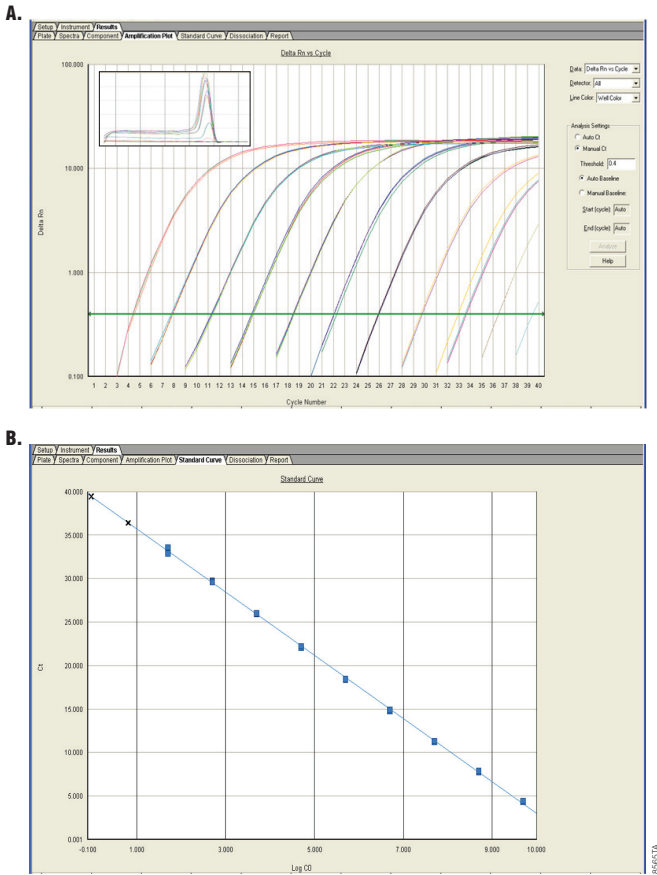 A.
Setup Instrument Results
Plate Spectra Component Amplification Plot Standard Curve Dissociation Report
Delta Rn vs Cycle
100.000
10.000
1.000
0.100
Delta Rn
1 2 3 4 5 6 7 8 9 10 11 12 13 14 15 16 17 18 19 20 21 22 23 24 25 26 27 28 29 30 31 32 33 34 35 36 37 38 39 40
Cycle Number
Data: Delta Rn vs Cycle
Detector: All
Line Color: Well Color
Analysis Settings
Auto Ct
Manual Ct
Threshold: 0.4
Auto Baseline
Manual Baseline:
Start (cycle): Auto
End (cycle): Auto
Analyze
Help
B.
Setup Instrument Results
Plate Spectra Component Amplification Plot Standard Curve Dissociation Report
Standard Curve
40.000
35.000
30.000
25.000
20.000
15.000
10.000
5.000
0.001
Ct
-0.100 1.000 3.000 5.000 7.000 9.000 10.000
Log C0
8565TA